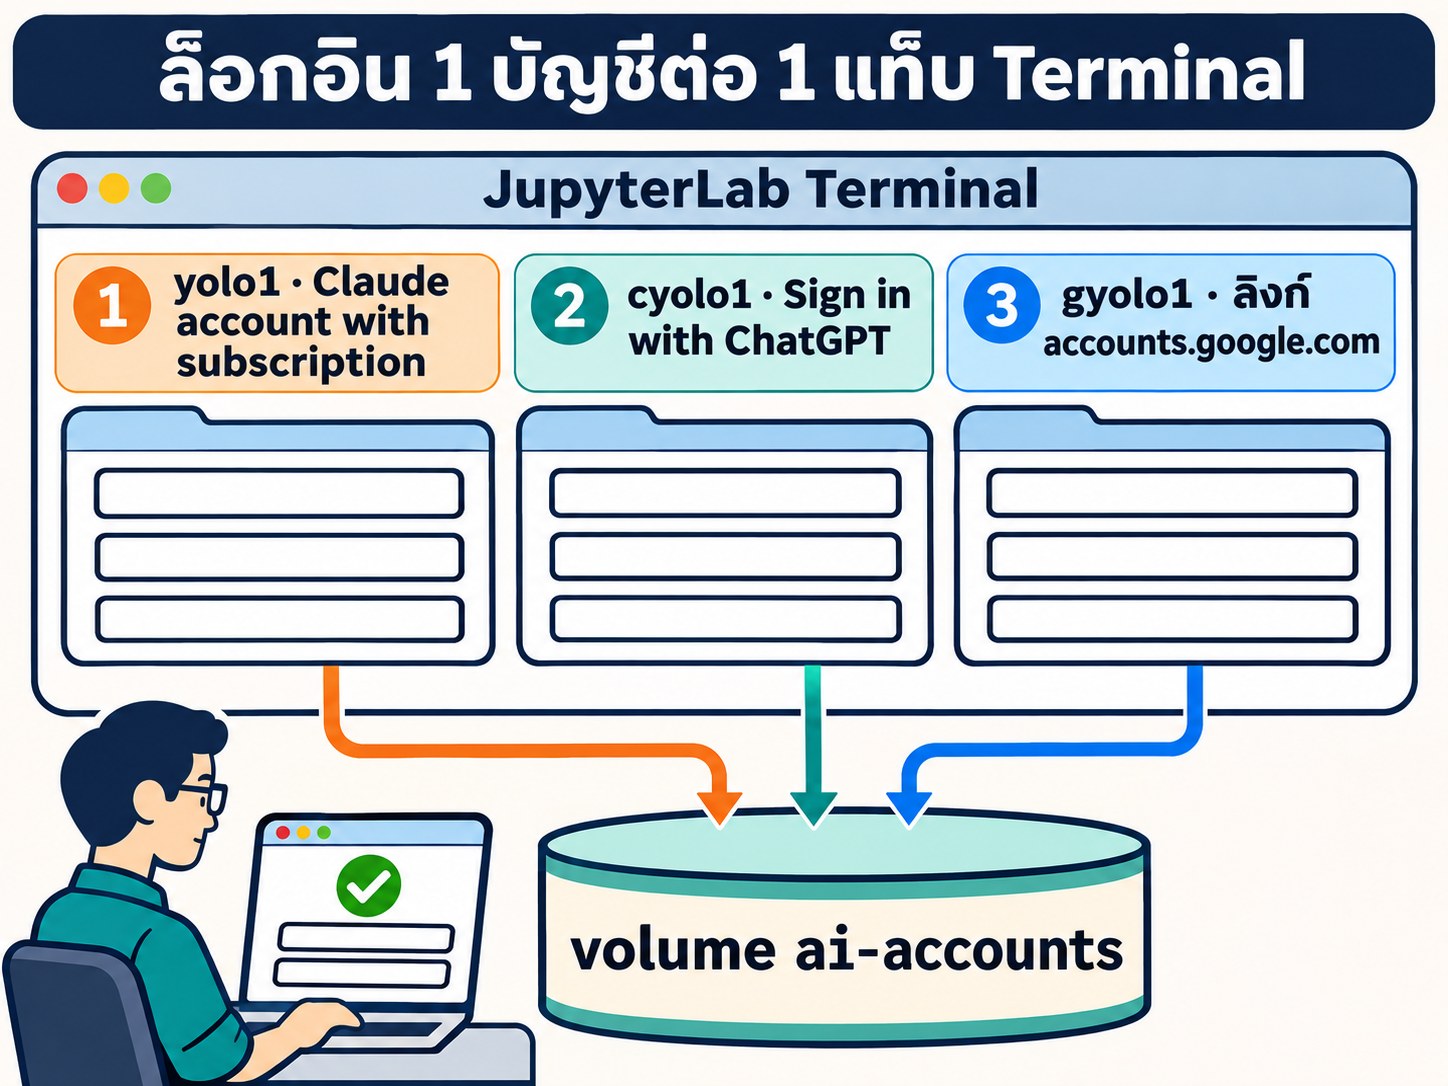 ล็อกอิน 1 บัญชีต่อ 1 แท็บ Terminal
JupyterLab Terminal
1
yolo1 · Claude
account with
subscription
2
cyolo1 · Sign in
with ChatGPT
3
gyolo1 · ลิงก์
accounts.google.com
volume ai-accounts